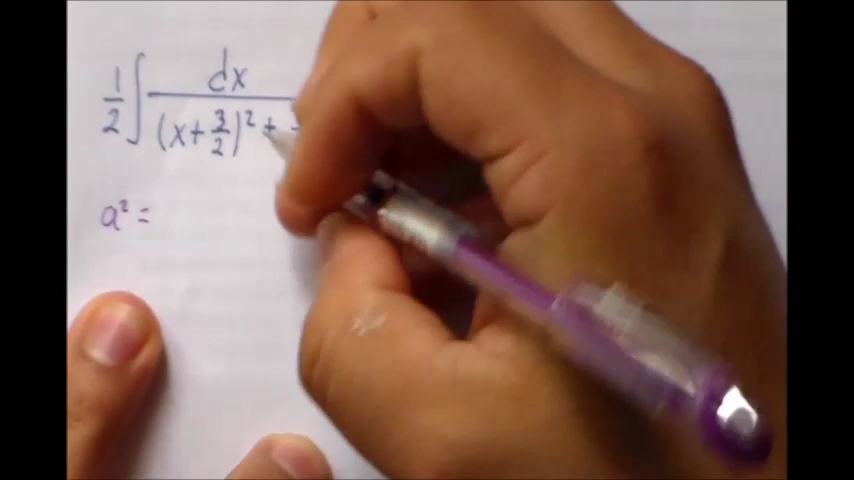 1/2 ∫ dx / (x + 3/2)² +
a² =